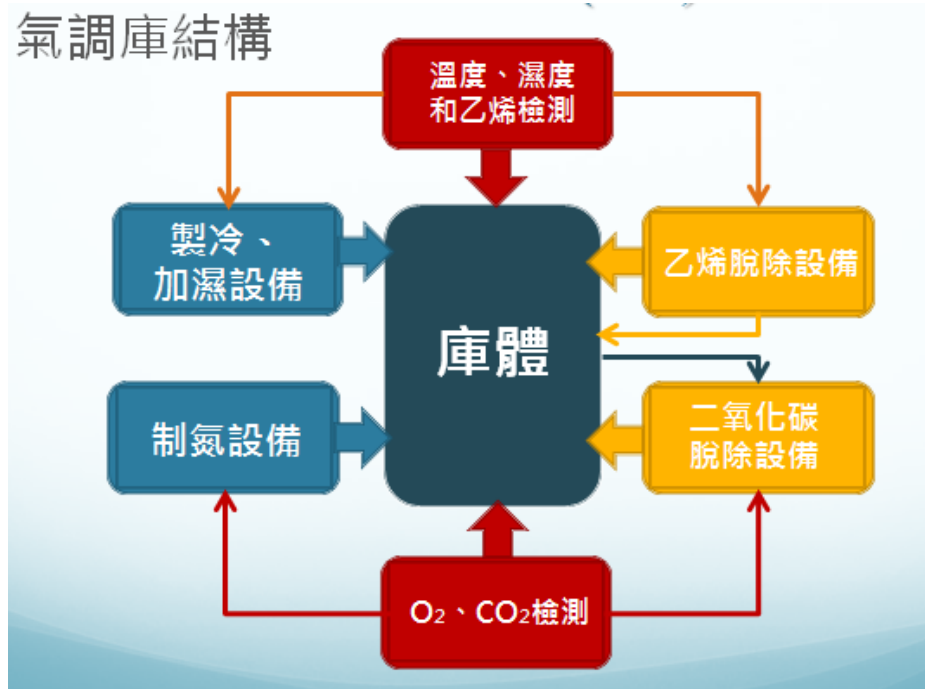 氣調庫結構
溫度、濕度
和乙烯檢測
製冷、
加濕設備
乙烯脫除設備
庫體
制氮設備
二氧化碳
脫除設備
O₂、CO₂檢測